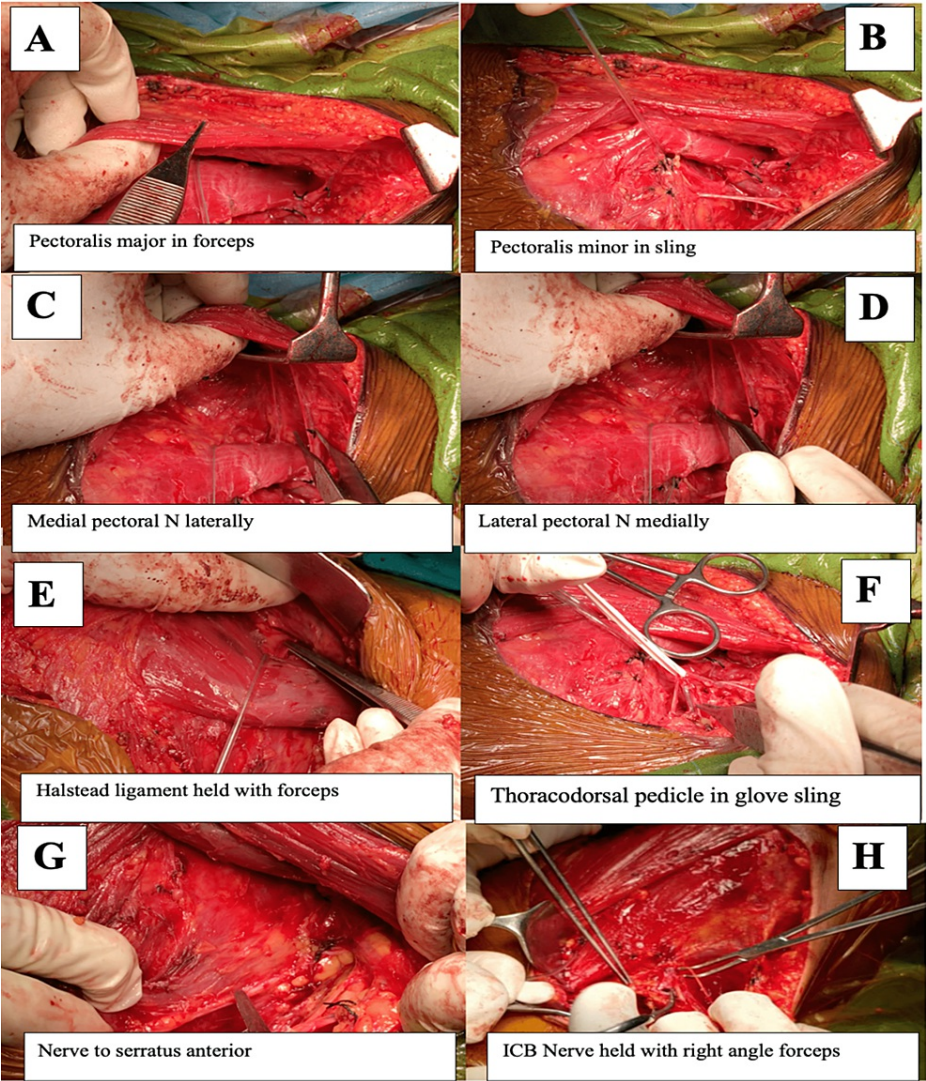 A
B
Pectoralis major in forceps
Pectoralis minor in sling
C
D
Medial pectoral N laterally
Lateral pectoral N medially
E
F
Halstead ligament held with forceps
Thoracodorsal pedicle in glove sling
G
H
Nerve to serratus anterior
ICB Nerve held with right angle forceps